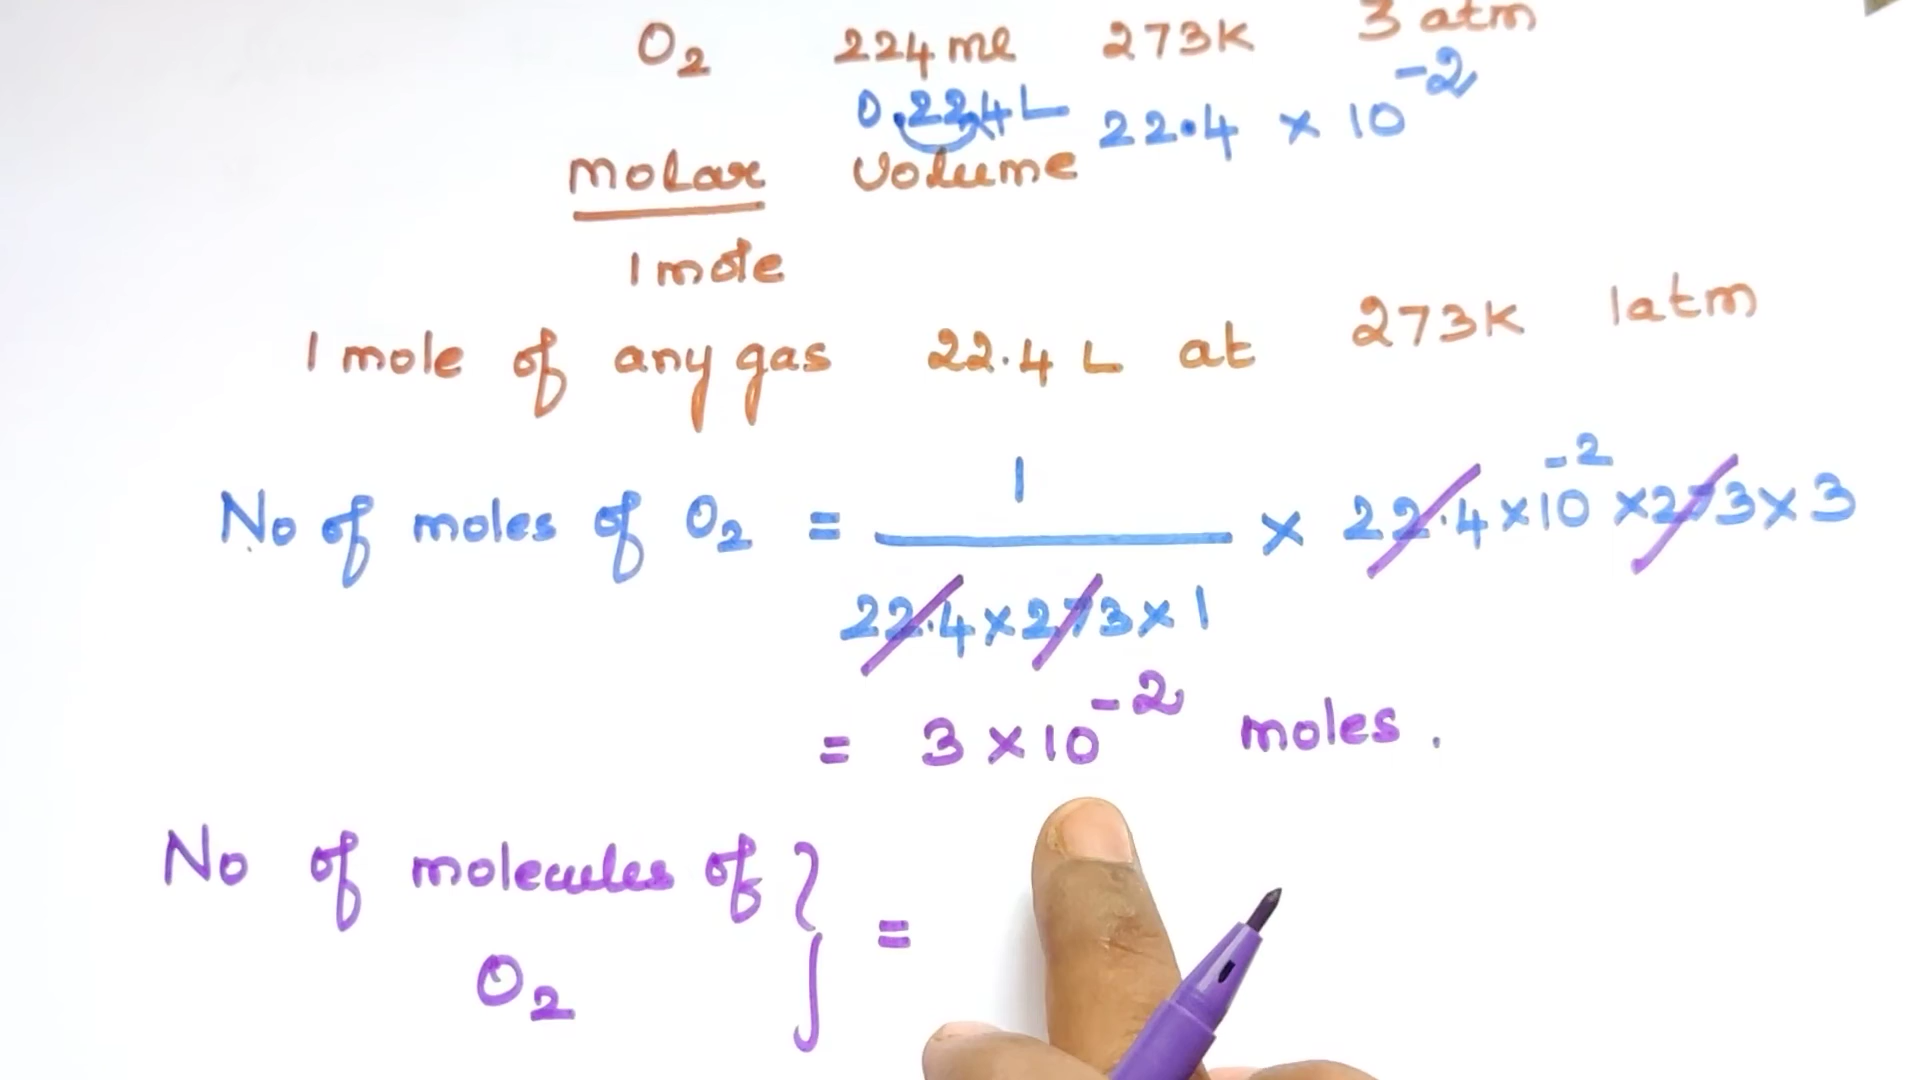 O₂ 224 ml 273K 3 atm
0.224L 22.4 × 10⁻²
Molar Volume
1 mole
1 mole of any gas 22.4 L at 273K 1atm
No of moles of O₂ = 1 / 22.4×273×1 × 22.4×10⁻²×273×3
= 3×10⁻² moles.
No of molecules of
O₂ } =